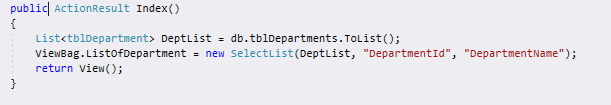 public ActionResult Index()
{
List<tblDepartment> DeptList = db.tblDepartments.ToList();
ViewBag.ListOfDepartment = new SelectList(DeptList, "DepartmentId", "DepartmentName");
return View();
}